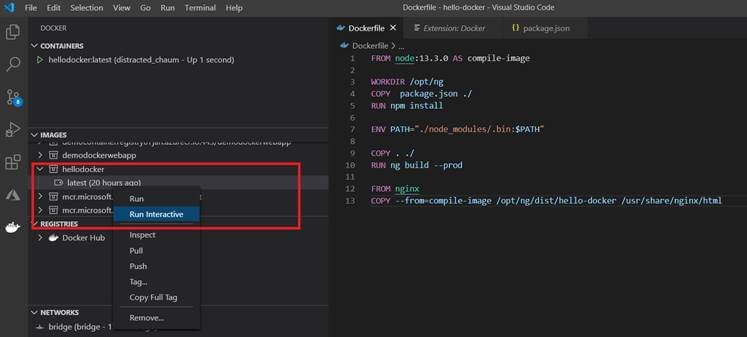 File Edit Selection View Go Run Terminal Help
Dockerfile - hello-docker - Visual Studio Code
DOCKER
CONTAINERS
hellodocker:latest (distracted_chaum - Up 1 second)
IMAGES
demodockerwebapp
hellodocker
latest (20 hours ago)
mcr.microsoft.
mcr.microsoft.
REGISTRIES
Docker Hub
NETWORKS
bridge (bridge - 1
8
Run
Run Interactive
Inspect
Pull
Push
Tag...
Copy Full Tag
Remove...
Dockerfile
Extension: Docker
{} package.json
Dockerfile > ...
1 FROM node:13.3.0 AS compile-image
2
3 WORKDIR /opt/ng
4 COPY package.json ./
5 RUN npm install
6
7 ENV PATH="./node_modules/.bin:$PATH"
8
9 COPY . ./
10 RUN ng build --prod
11
12 FROM nginx
13 COPY --from=compile-image /opt/ng/dist/hello-docker /usr/share/nginx/html